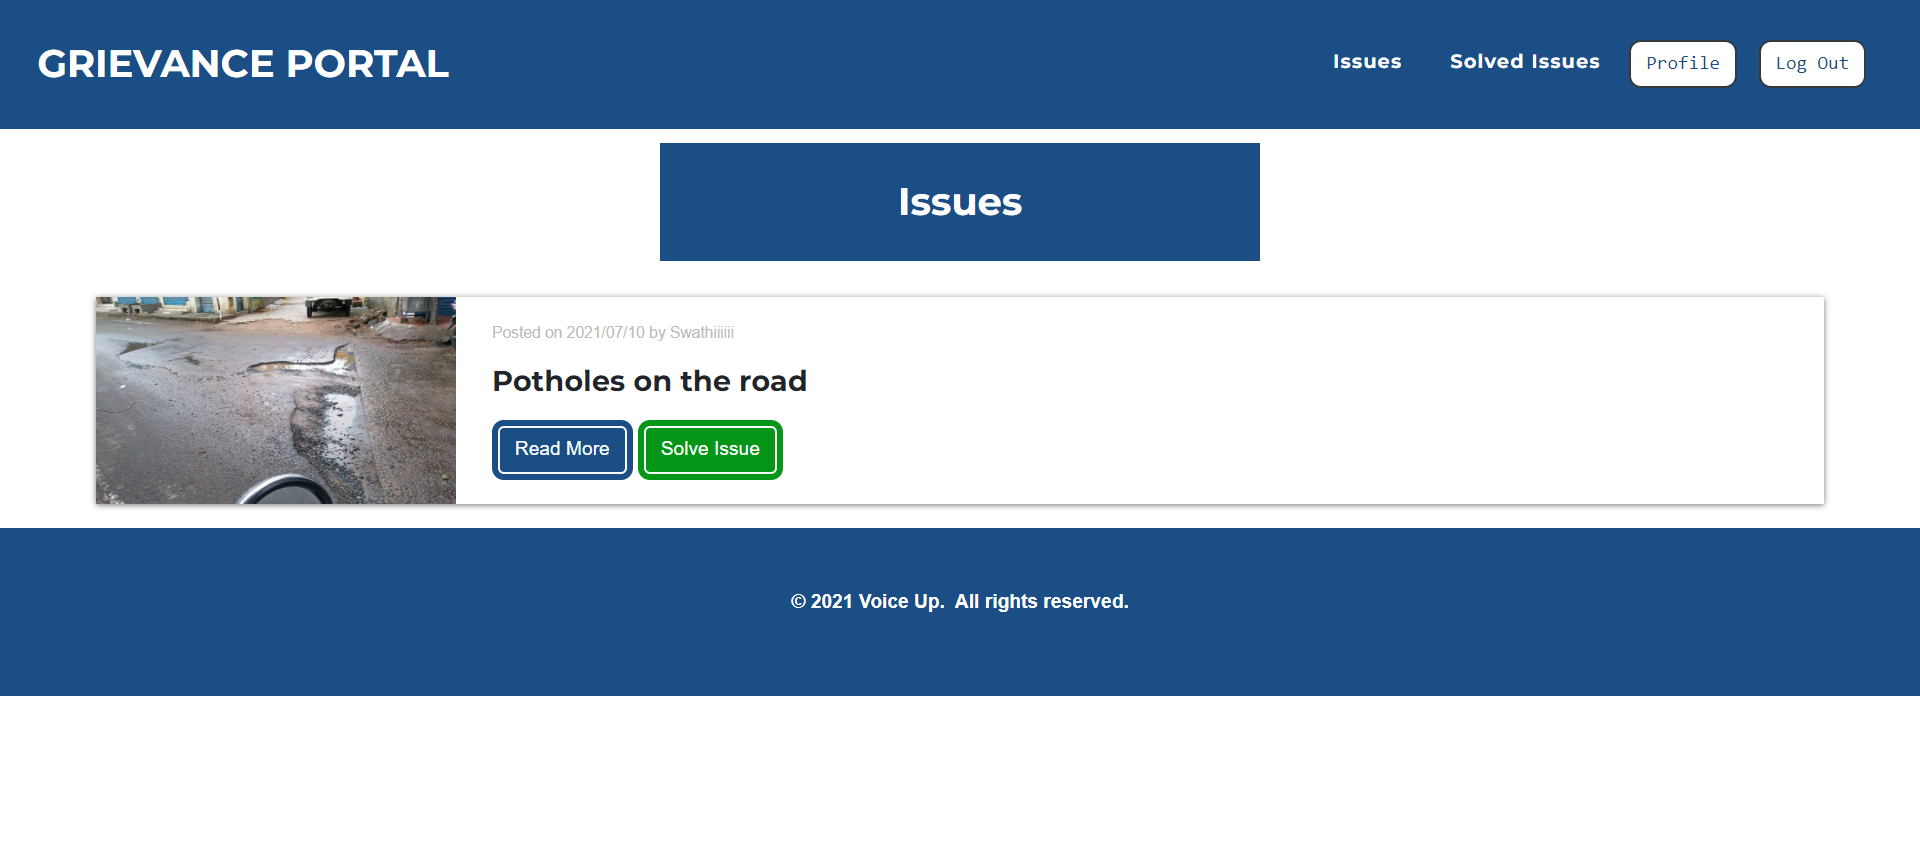 GRIEVANCE PORTAL
Issues
Solved Issues
Profile
Log Out
Issues
Posted on 2021/07/10 by Swathiiiiii
Potholes on the road
Read More
Solve Issue
© 2021 Voice Up.  All rights reserved.